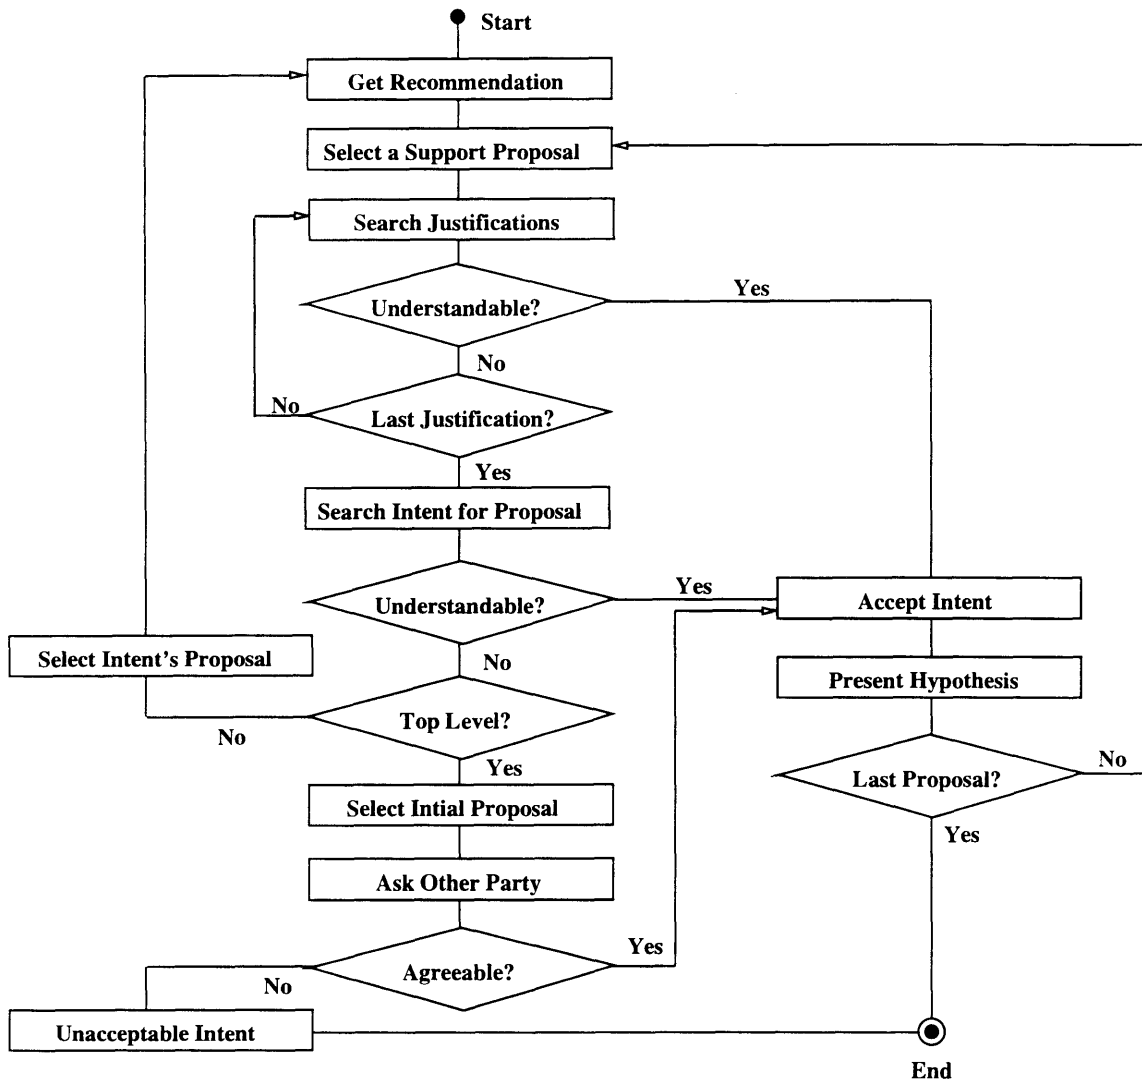 Start
Get Recommendation
Select a Support Proposal
Search Justifications
Understandable?
Yes
No
Last Justification?
No
Yes
Search Intent for Proposal
Understandable?
Yes
Accept Intent
No
Select Intent's Proposal
Present Hypothesis
Top Level?
No
Yes
Last Proposal?
No
Yes
Select Intial Proposal
Ask Other Party
Agreeable?
Yes
No
Unacceptable Intent
End